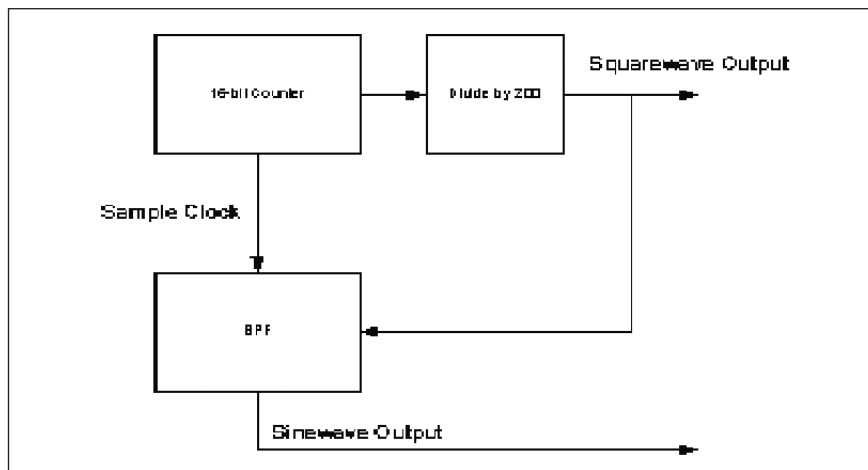 16-bit Counter
Divide by 200
Squarewave Output
Sample Clock
BPF
Sinewave Output